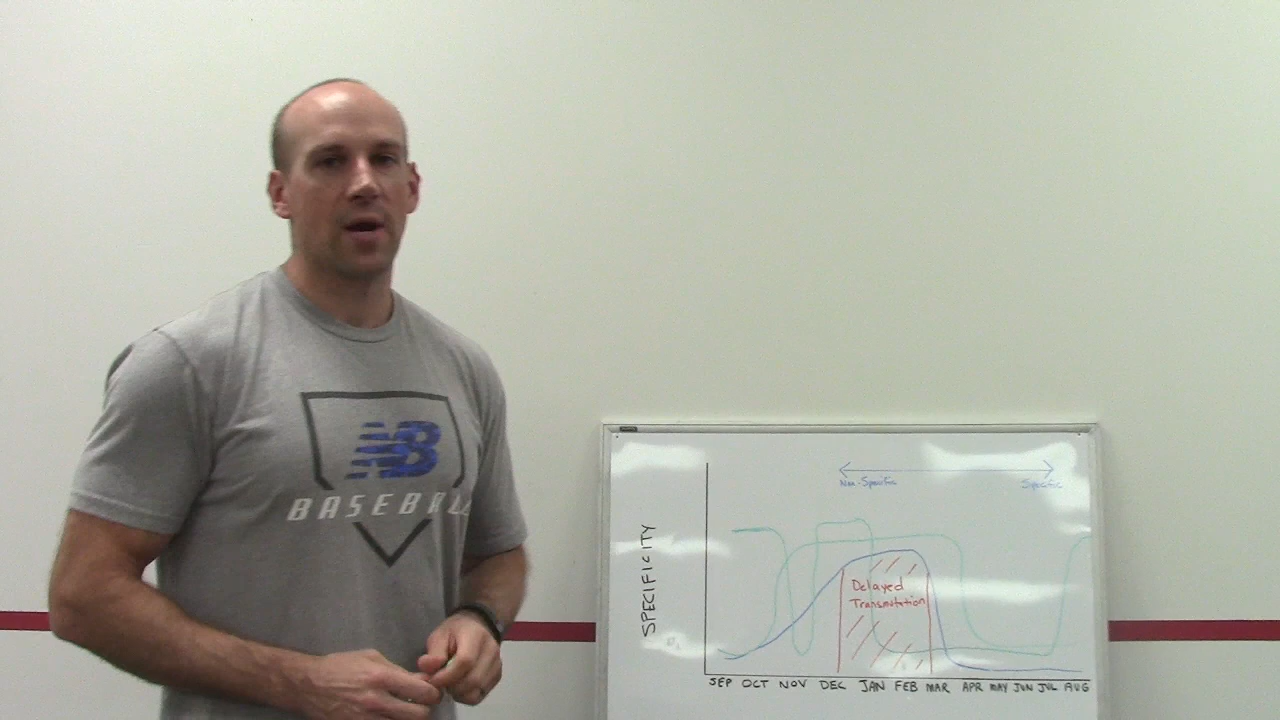 NB
BASEBALL
Non-Specific
Specific
SPECIFICITY
Delayed
Transmutation
SEP OCT NOV DEC JAN FEB MAR APR MAY JUN JUL AUG